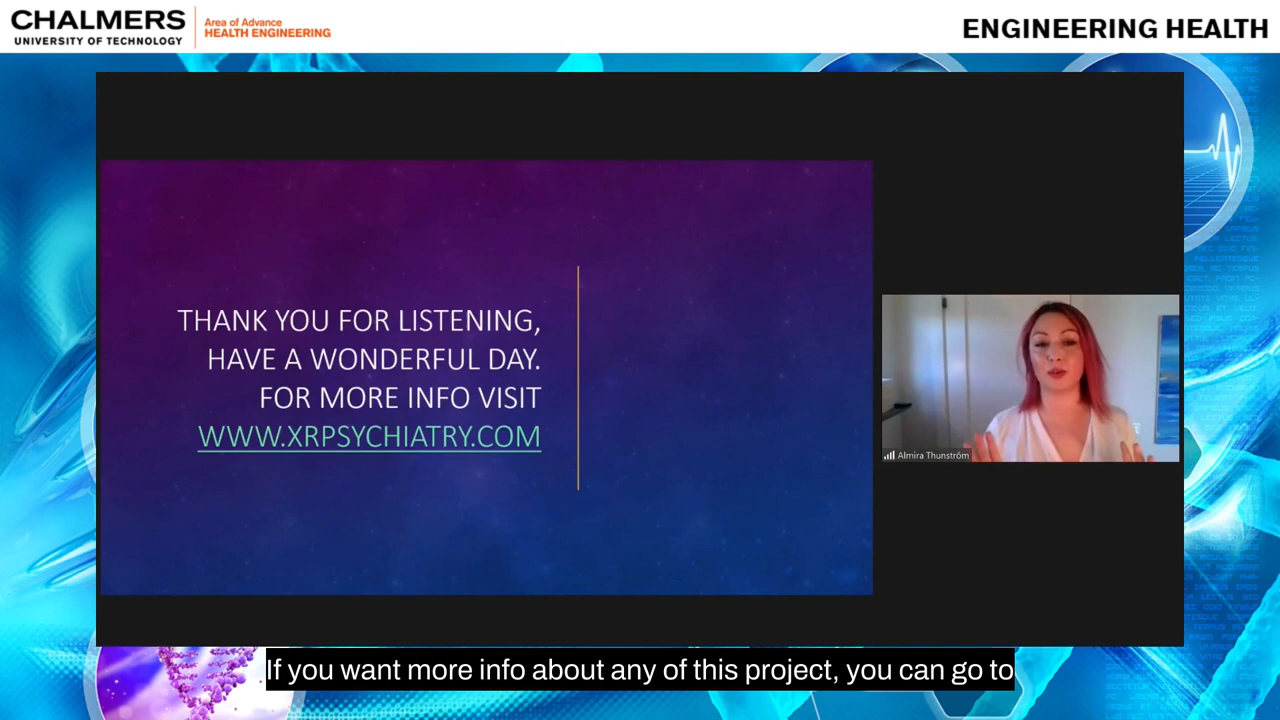 CHALMERS
UNIVERSITY OF TECHNOLOGY
Area of Advance
HEALTH ENGINEERING
ENGINEERING HEALTH
THANK YOU FOR LISTENING,
HAVE A WONDERFUL DAY.
FOR MORE INFO VISIT
WWW.XRPSYCHIATRY.COM
Almira Thunström
If you want more info about any of this project, you can go to